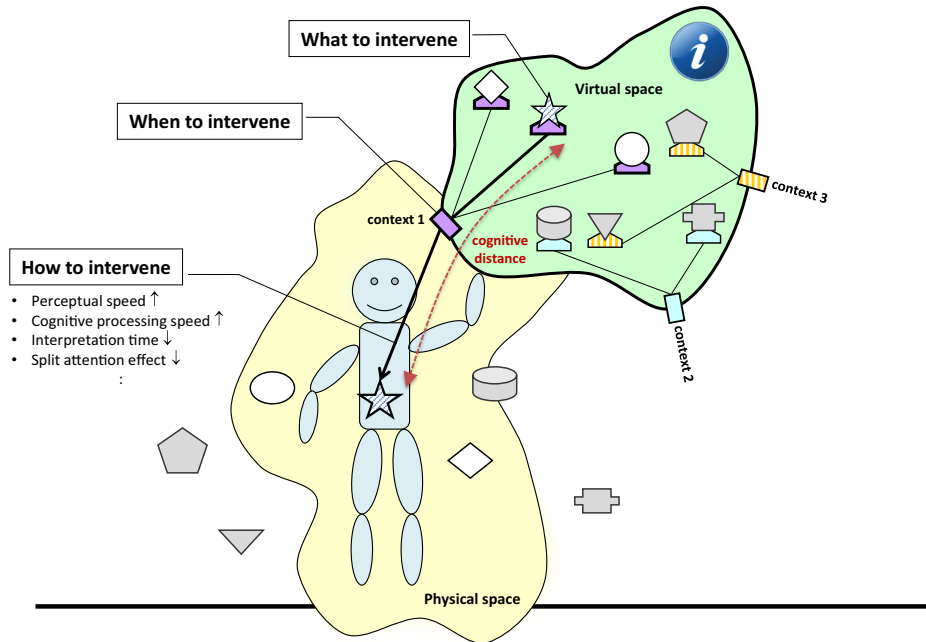 What to intervene
i
Virtual space
When to intervene
context 3
context 1
cognitive
distance
How to intervene
• Perceptual speed ↑
• Cognitive processing speed ↑
• Interpretation time ↓
• Split attention effect ↓
:
context 2
Physical space